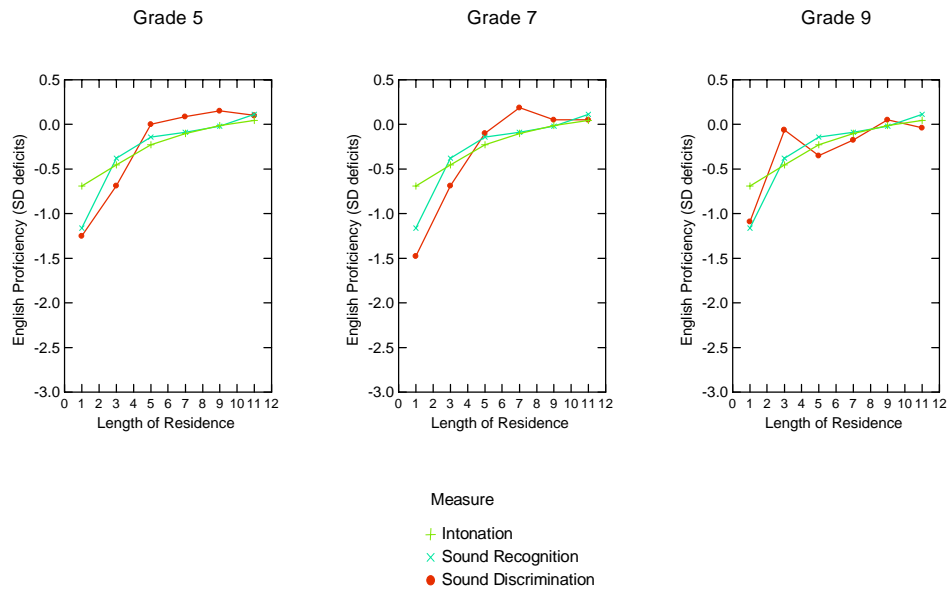 Grade 5
Grade 7
Grade 9
English Proficiency (SD deficits)
0.5
0.0
-0.5
-1.0
-1.5
-2.0
-2.5
-3.0
0 1 2 3 4 5 6 7 8 9 10 11 12
Length of Residence
English Proficiency (SD deficits)
0.5
0.0
-0.5
-1.0
-1.5
-2.0
-2.5
-3.0
0 1 2 3 4 5 6 7 8 9 10 11 12
Length of Residence
English Proficiency (SD deficits)
0.5
0.0
-0.5
-1.0
-1.5
-2.0
-2.5
-3.0
0 1 2 3 4 5 6 7 8 9 10 11 12
Length of Residence
Measure
Intonation
Sound Recognition
Sound Discrimination